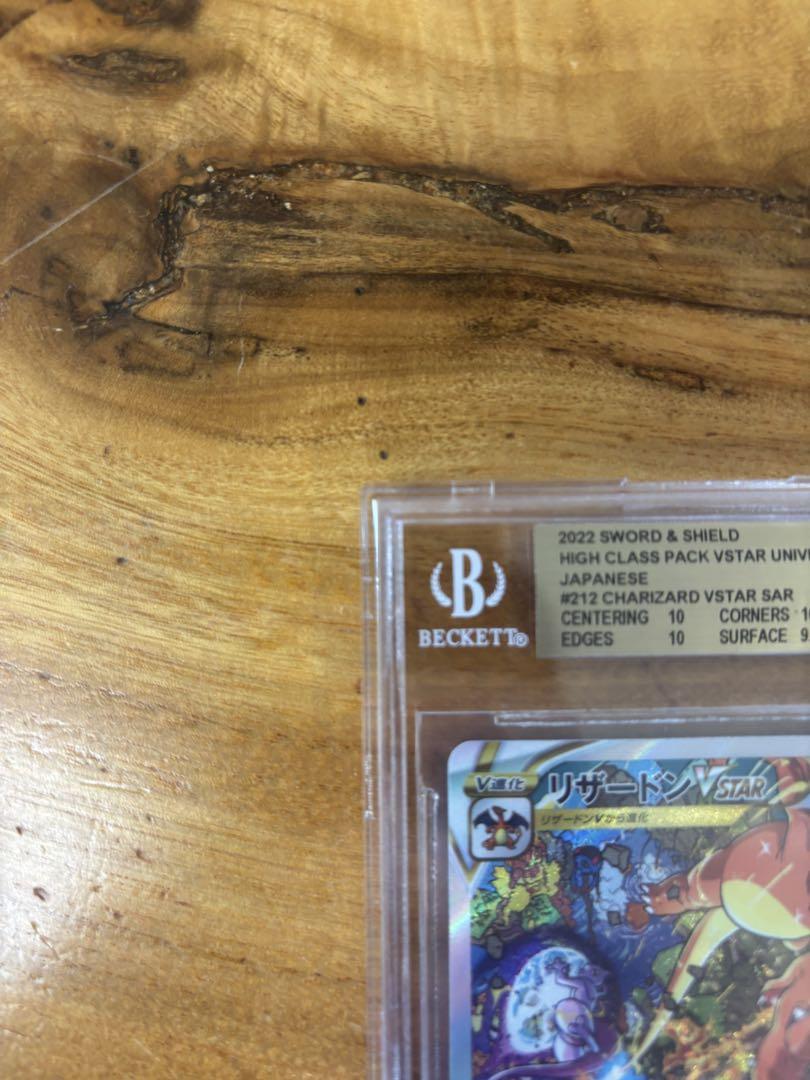 2022 SWORD & SHIELD
HIGH CLASS PACK VSTAR
JAPANESE
#212 CHARIZARD VSTAR SAR
CENTERING 10 CORNERS
EDGES 10 SURFACE
B
BECKETT®
V進化 リザードンVSTAR
リザードンVから進化